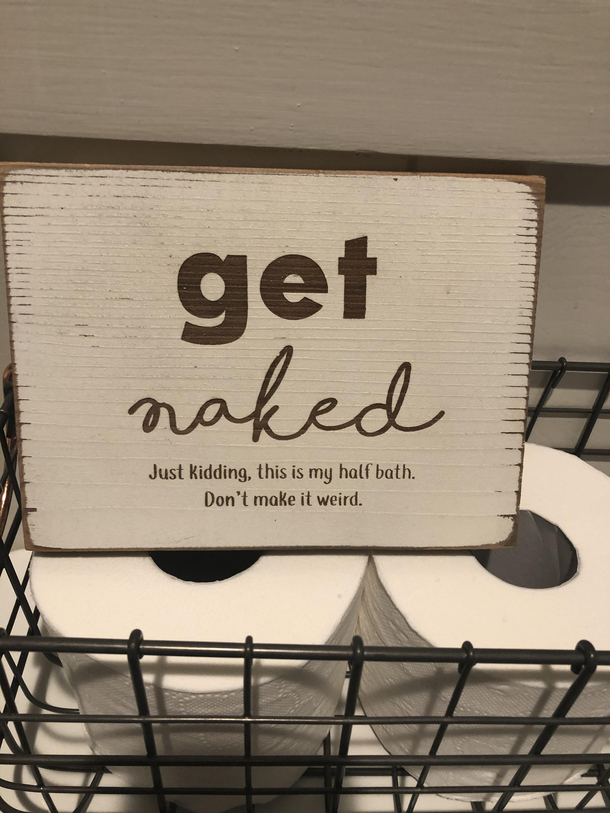 get
naked
Just kidding, this is my half bath.
Don't make it weird.